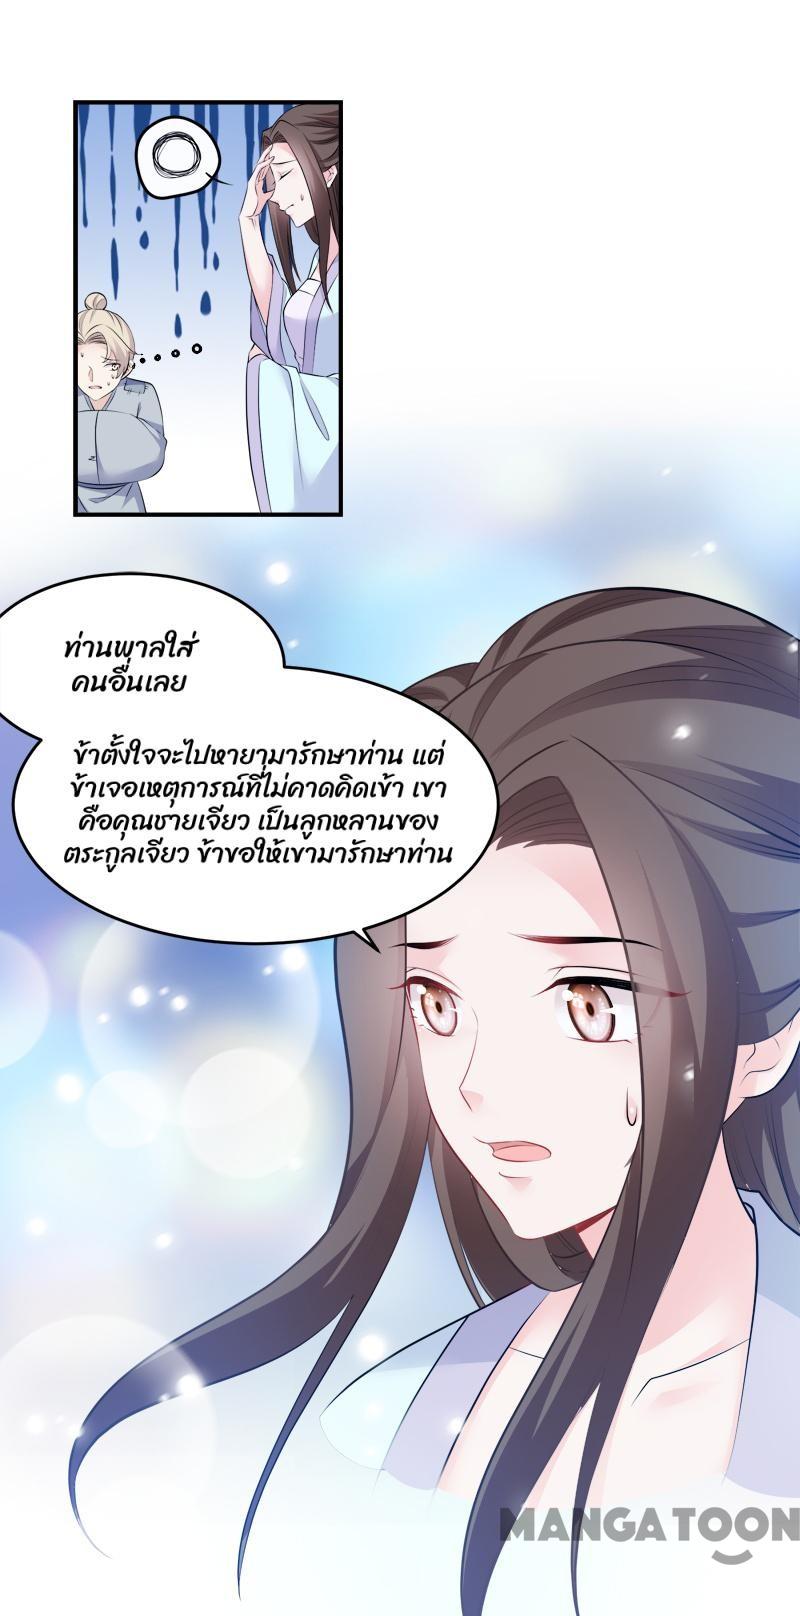 ท่านพาลใส่
คนอื่นเลย
ข้าตั้งใจจะไปหายามารักษาท่าน แต่
ข้าเจอเหตุการณ์ที่ไม่คาดคิดเข้า เขา
คือคุณชายเจียว เป็นลูกหลานของ
ตระกูลเจียว ข้าขอให้เขามารักษาท่าน
MANGATOON